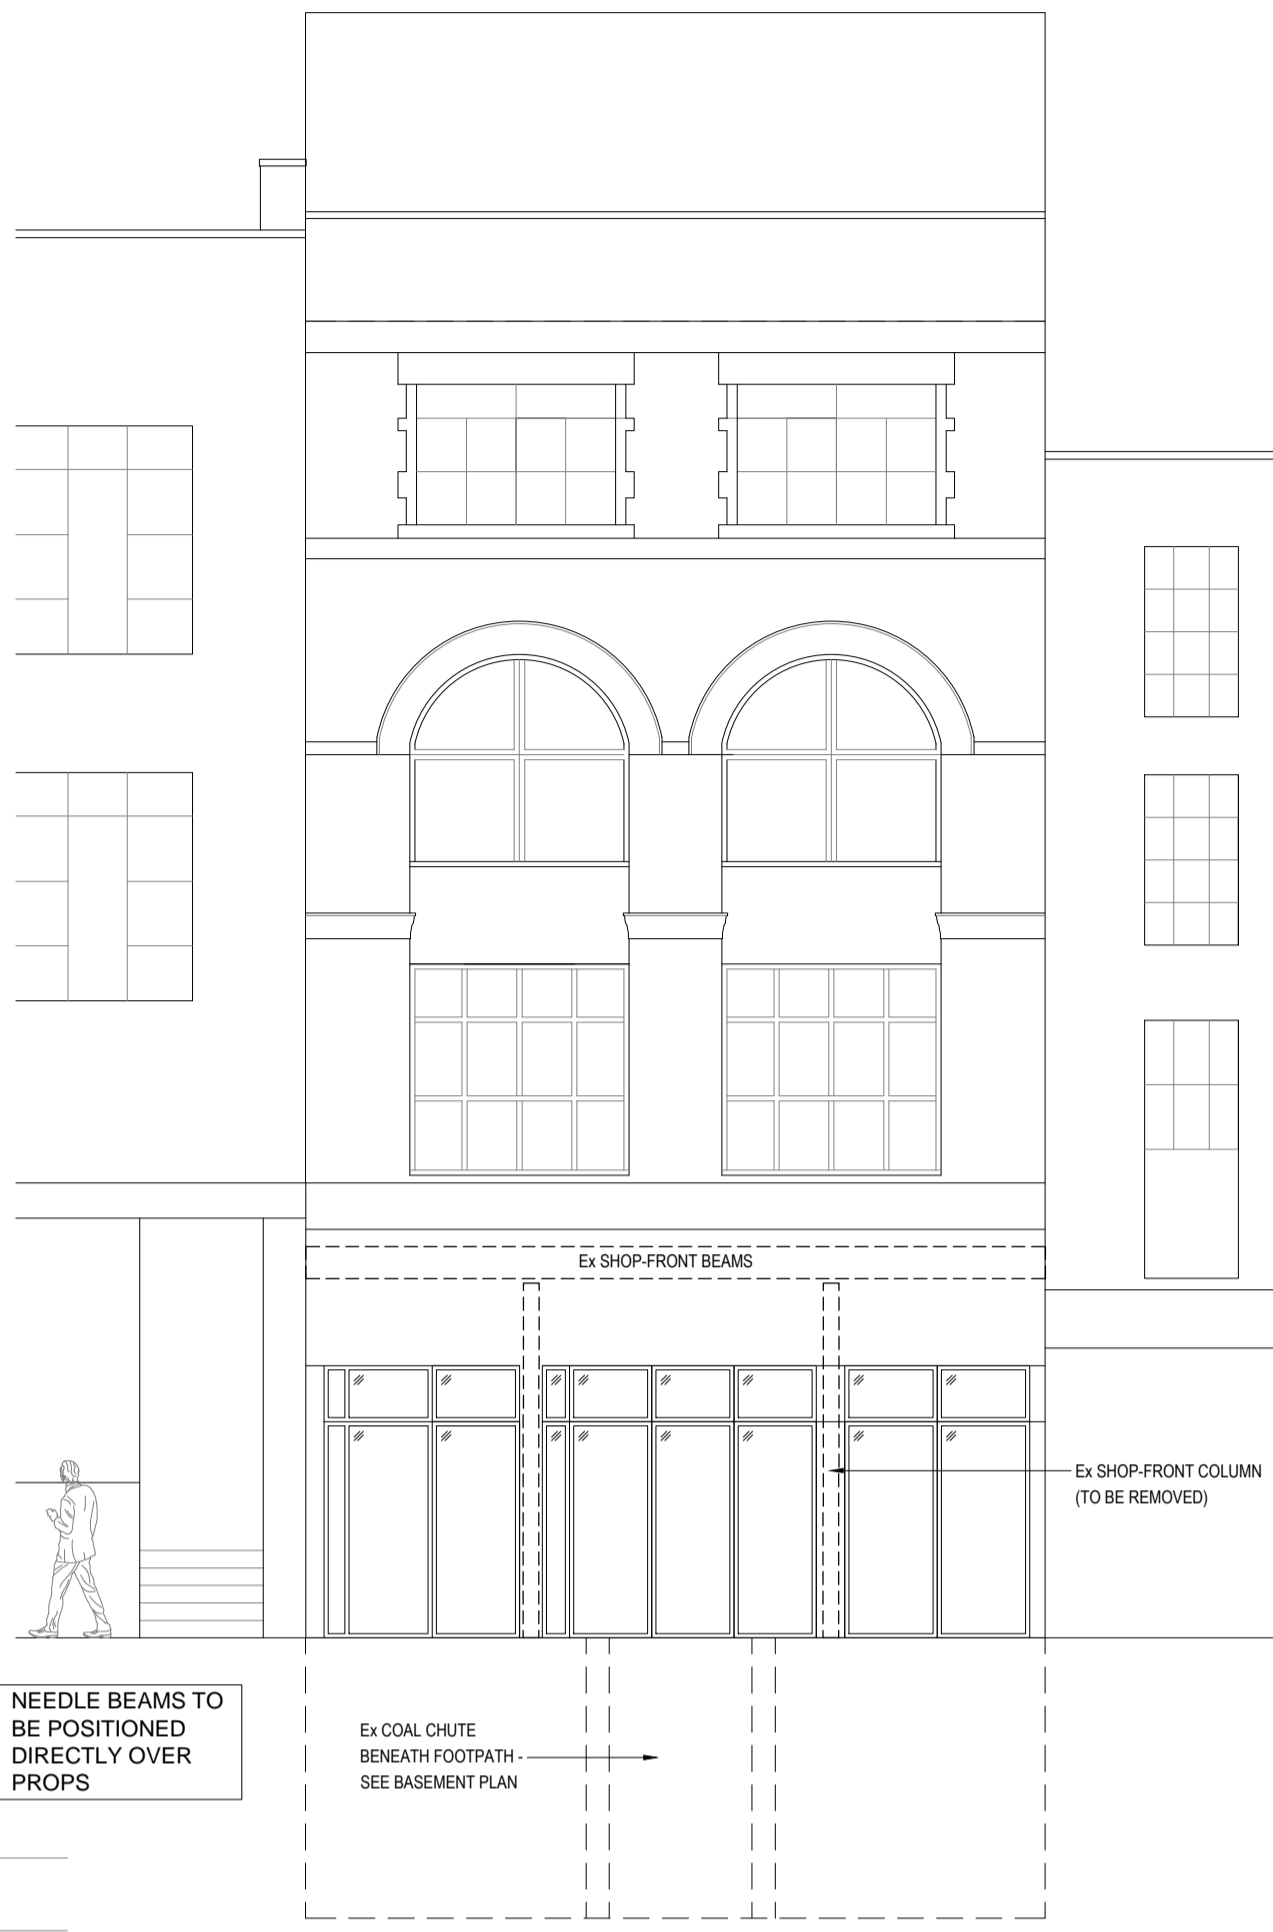 Ex SHOP-FRONT BEAMS
Ex SHOP-FRONT COLUMN
(TO BE REMOVED)
NEEDLE BEAMS TO
BE POSITIONED
DIRECTLY OVER
PROPS
Ex COAL CHUTE
BENEATH FOOTPATH -
SEE BASEMENT PLAN